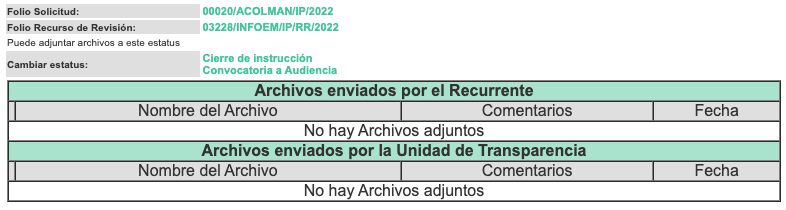 Folio Solicitud: 00020/ACOLMAN/IP/2022
Folio Recurso de Revisión: 03228/INFOEM/IP/RR/2022
Puede adjuntar archivos a este estatus
Cambiar estatus: Cierre de instrucción
Convocatoria a Audiencia
Archivos enviados por el Recurrente
Nombre del Archivo Comentarios Fecha
No hay Archivos adjuntos
Archivos enviados por la Unidad de Transparencia
Nombre del Archivo Comentarios Fecha
No hay Archivos adjuntos